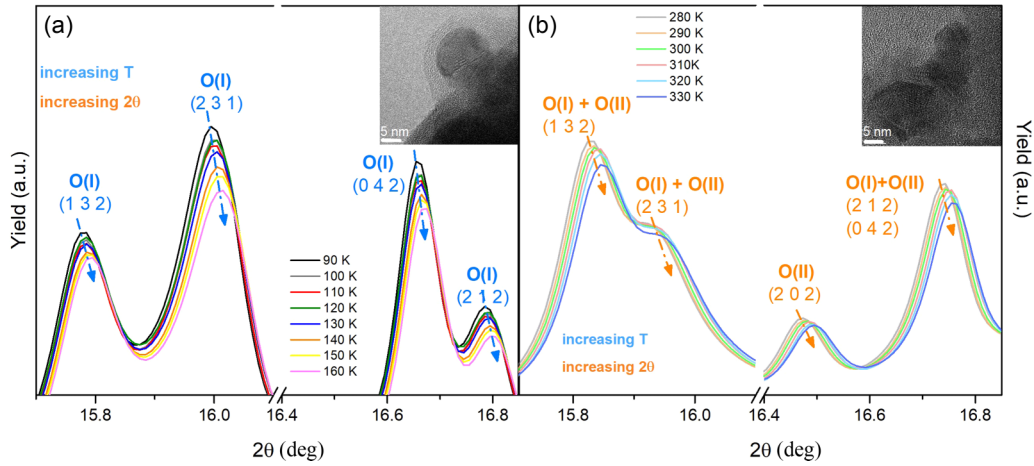 (a)
increasing T
increasing 2θ
O(I)
(1 3 2)
O(I)
(2 3 1)
5 nm
O(I)
(0 4 2)
O(I)
(2 1 2)
90 K
100 K
110 K
120 K
130 K
140 K
150 K
160 K
Yield (a.u.)
15.8
16.0
16.4
16.6
16.8
2θ (deg)
(b)
280 K
290 K
300 K
310K
320 K
330 K
5 nm
O(I) + O(II)
(1 3 2)
O(I) + O(II)
(2 3 1)
O(I)+O(II)
(2 1 2)
(0 4 2)
O(II)
(2 0 2)
increasing T
increasing 2θ
Yield (a.u.)
15.8
16.0
16.4
16.6
16.8
2θ (deg)